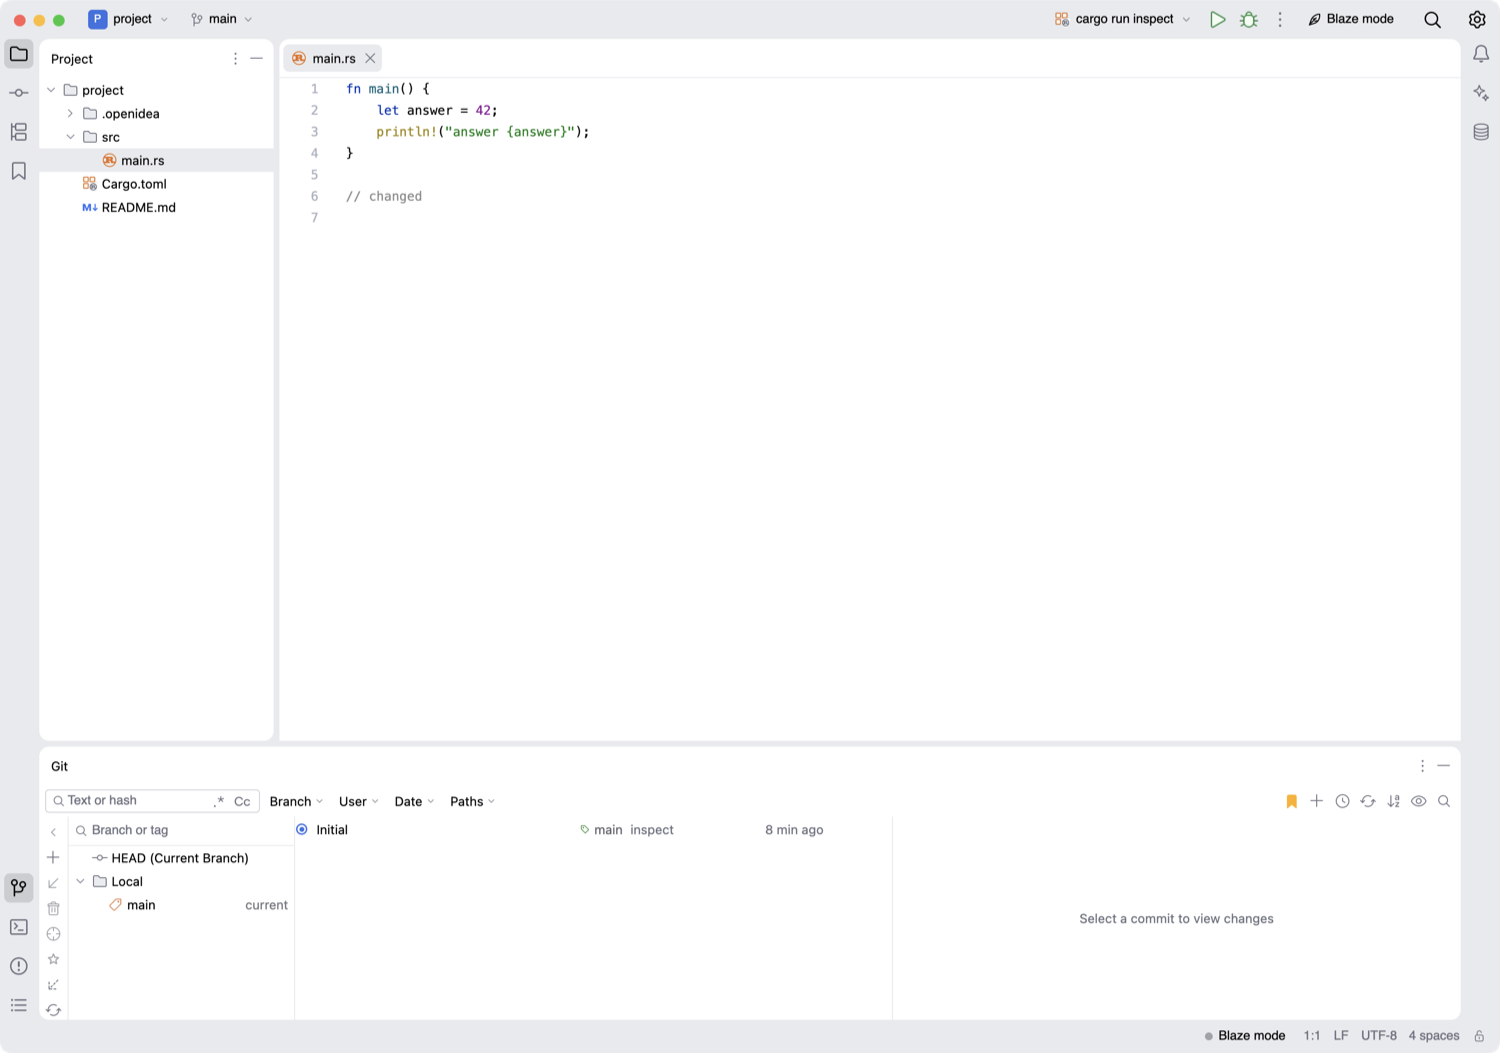 P project main cargo run inspect Blaze mode
Project
project
.openidea
src
main.rs
Cargo.toml
M↓ README.md
main.rs
1 fn main() {
2 let answer = 42;
3 println!("answer {answer}");
4 }
5
6 // changed
7
Git
Text or hash .* Cc Branch User Date Paths
Branch or tag
HEAD (Current Branch)
Local
main current
Initial main inspect 8 min ago
Select a commit to view changes
Blaze mode 1:1 LF UTF-8 4 spaces